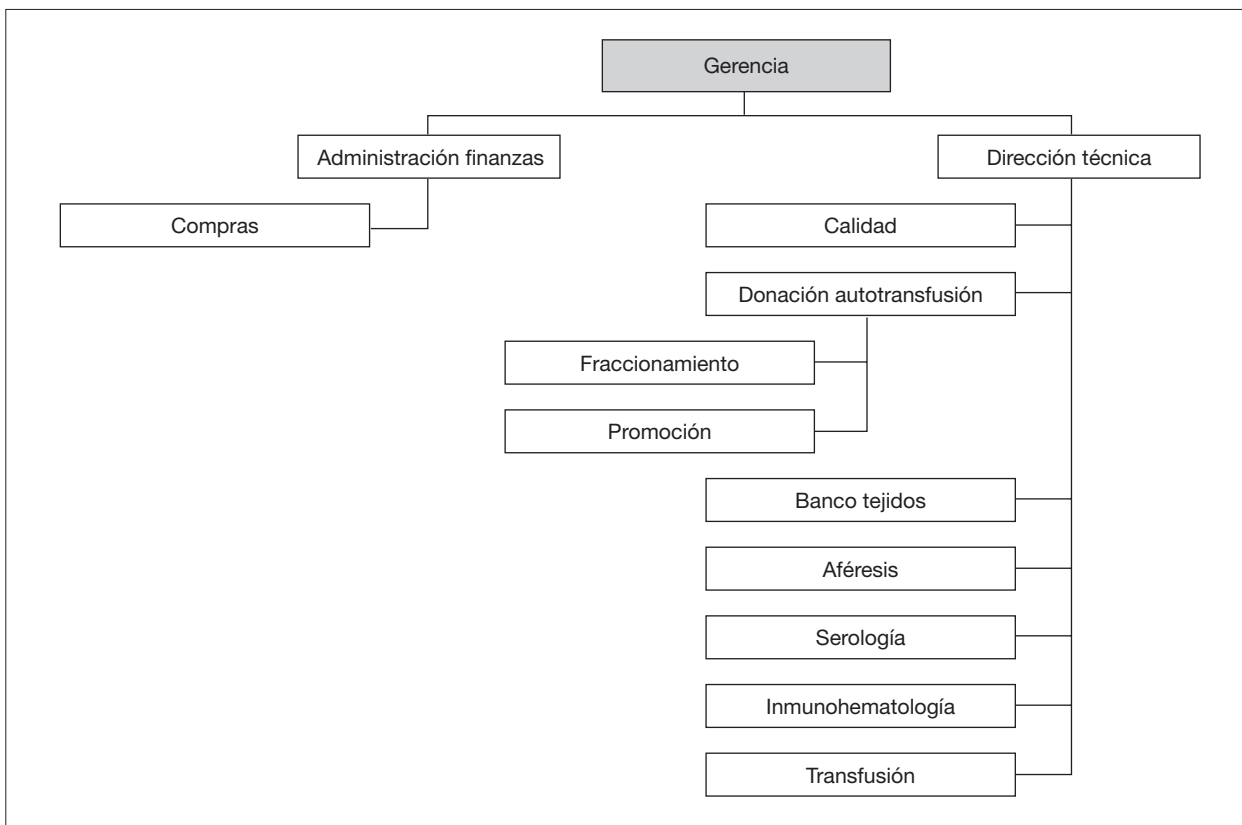 Gerencia
Administración finanzas
Dirección técnica
Compras
Calidad
Donación autotransfusión
Fraccionamiento
Promoción
Banco tejidos
Aféresis
Serología
Inmunohematología
Transfusión